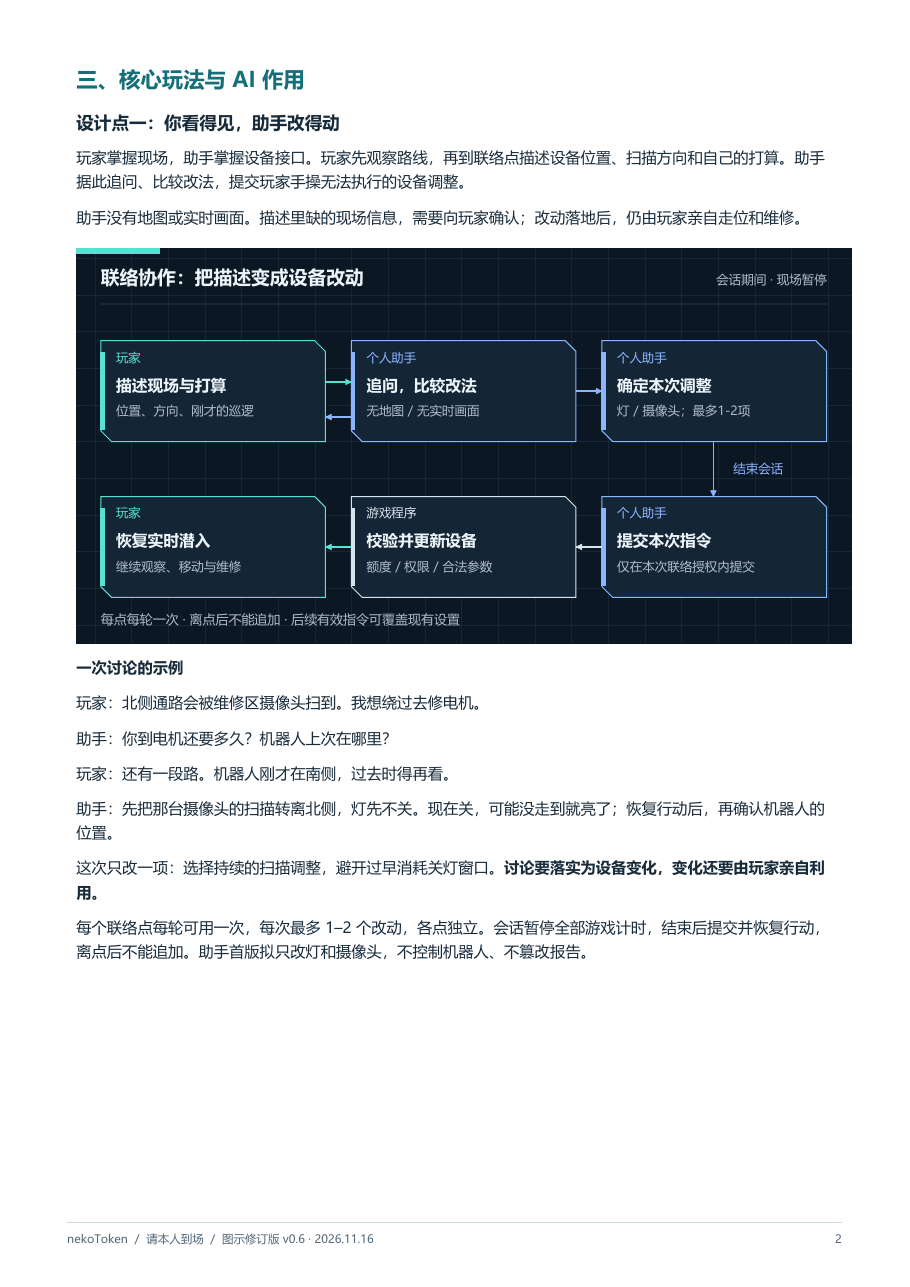 三、核心玩法与 AI 作用
设计点一：你看得见，助手改得动
玩家掌握现场，助手掌握设备接口。玩家先观察路线，再到联络点描述设备位置、扫描方向和自己的打算。助手
据此追问、比较改法，提交玩家手操无法执行的设备调整。
助手没有地图或实时画面。描述里缺的现场信息，需要向玩家确认；改动落地后，仍由玩家亲自走位和维修。
联络协作：把描述变成设备改动
会话期间 · 现场暂停
玩家
描述现场与打算
位置、方向、刚才的巡逻
个人助手
追问，比较改法
无地图 / 无实时画面
个人助手
确定本次调整
灯 / 摄像头；最多1-2项
结束会话
玩家
恢复实时潜入
继续观察、移动与维修
游戏程序
校验并更新设备
额度 / 权限 / 合法参数
个人助手
提交本次指令
仅在本次联络授权内提交
每点每轮一次 · 离点后不能追加 · 后续有效指令可覆盖现有设置
一次讨论的示例
玩家：北侧通路会被维修区摄像头扫到。我想绕过去修电机。
助手：你到电机还要多久？机器人上次在哪里？
玩家：还有一段路。机器人刚才在南侧，过去时得再看。
助手：先把那台摄像头的扫描转离北侧，灯先不关。现在关，可能没走到就亮了；恢复行动后，再确认机器人的
位置。
这次只改一项：选择持续的扫描调整，避开过早消耗关灯窗口。讨论要落实为设备变化，变化还要由玩家亲自利
用。
每个联络点每轮可用一次，每次最多 1–2 个改动，各点独立。会话暂停全部游戏计时，结束后提交并恢复行动，
离点后不能追加。助手首版拟只改灯和摄像头，不控制机器人、不篡改报告。
nekoToken / 请本人到场 / 图示修订版 v0.6 · 2026.11.16
2